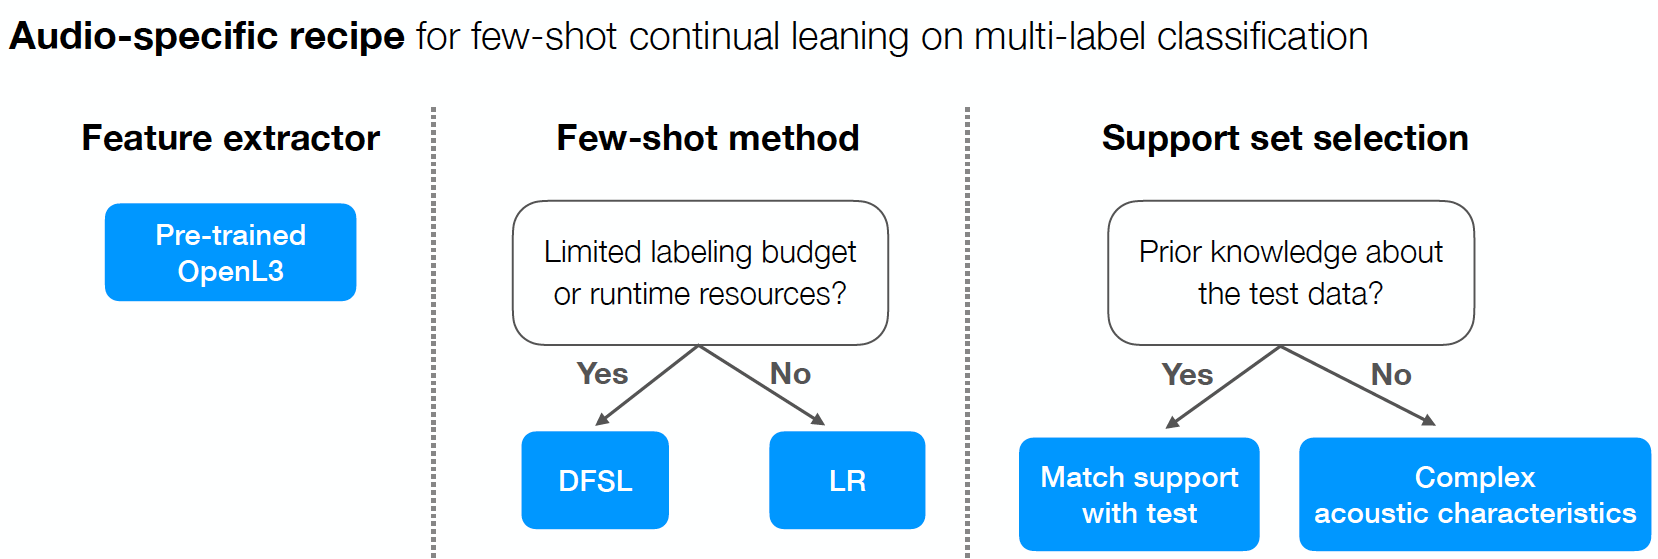 Audio-specific recipe for few-shot continual leaning on multi-label classification
Feature extractor
Pre-trained
OpenL3
Few-shot method
Limited labeling budget
or runtime resources?
Yes
No
DFSL
LR
Support set selection
Prior knowledge about
the test data?
Yes
No
Match support
with test
Complex
acoustic characteristics